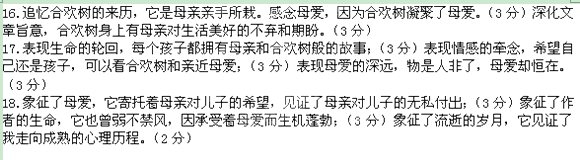 16.追忆合欢树的来历，它是母亲亲手所栽。感念母爱，因为合欢树凝聚了母爱。（3分）深化文
章旨意，合欢树身上有母亲对生活美好的不弃和期盼。（3分）
17.表现生命的轮回，每个孩子都拥有母亲和合欢树般的故事；（3分）表现情感的牵念，希望自
己还是孩子，可以看合欢树和亲近母爱；（3分）表现母爱的深远，物是人非了，母爱却恒在。
（3分）
18.象征了母爱，它寄托着母亲对儿子的希望，见证了母亲对儿子的无私付出；（3分）象征了作
者的生命，它也曾弱不禁风，因承受着母爱而生机蓬勃；（3分）象征了流逝的岁月，它见证了
我走向成熟的心理历程。（2分）